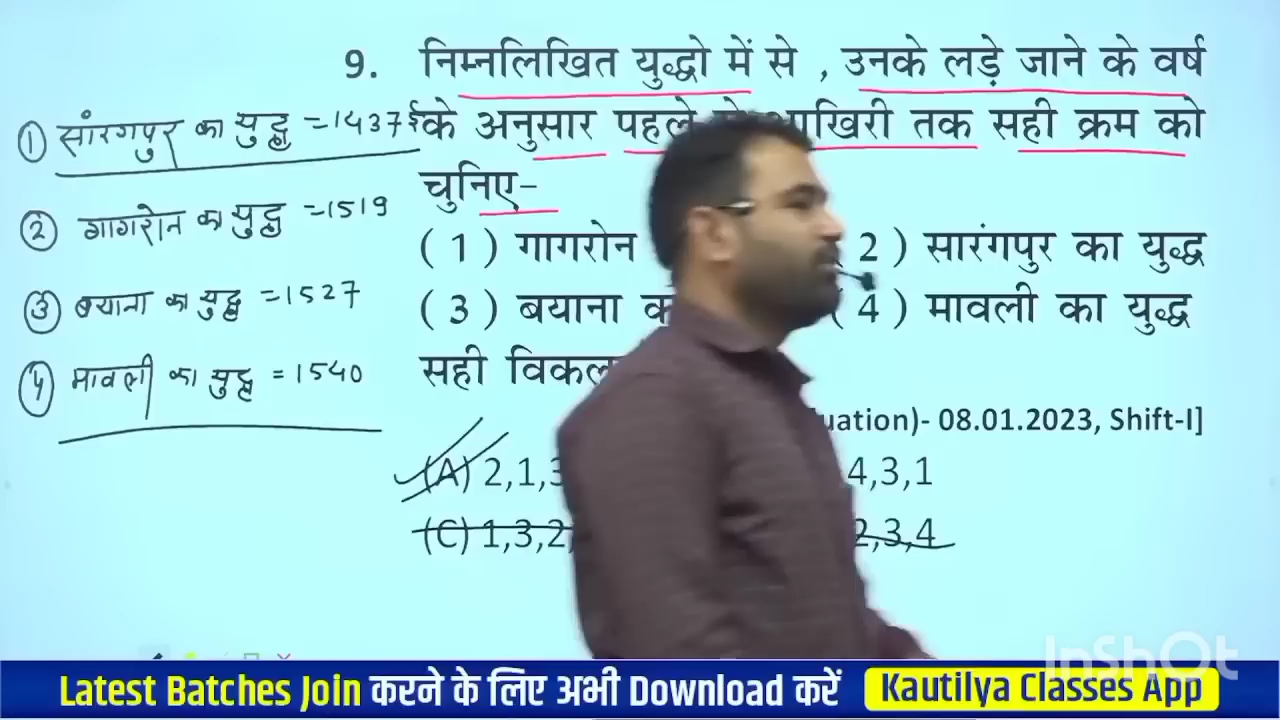 9. निम्नलिखित युद्धो में से , उनके लड़े जाने के वर्ष
के अनुसार पहले आखिरी तक सही क्रम को
चुनिए-
(1) गागरोन 2) सारंगपुर का युद्ध
(3) बयाना (4) मावली का युद्ध
सही
uation)- 08.01.2023, Shift-I]
(A) 2,1,3 4,3,1
(C) 1,3,2, 2,3,4
① सांरगपुर का युद्ध =1437ई
② गागरोन का युद्ध =1519
③ बयाना का युद्ध =1527
④ मावली का युद्ध =1540
InShOt
Latest Batches Join करने के लिए अभी Download करें Kautilya Classes App